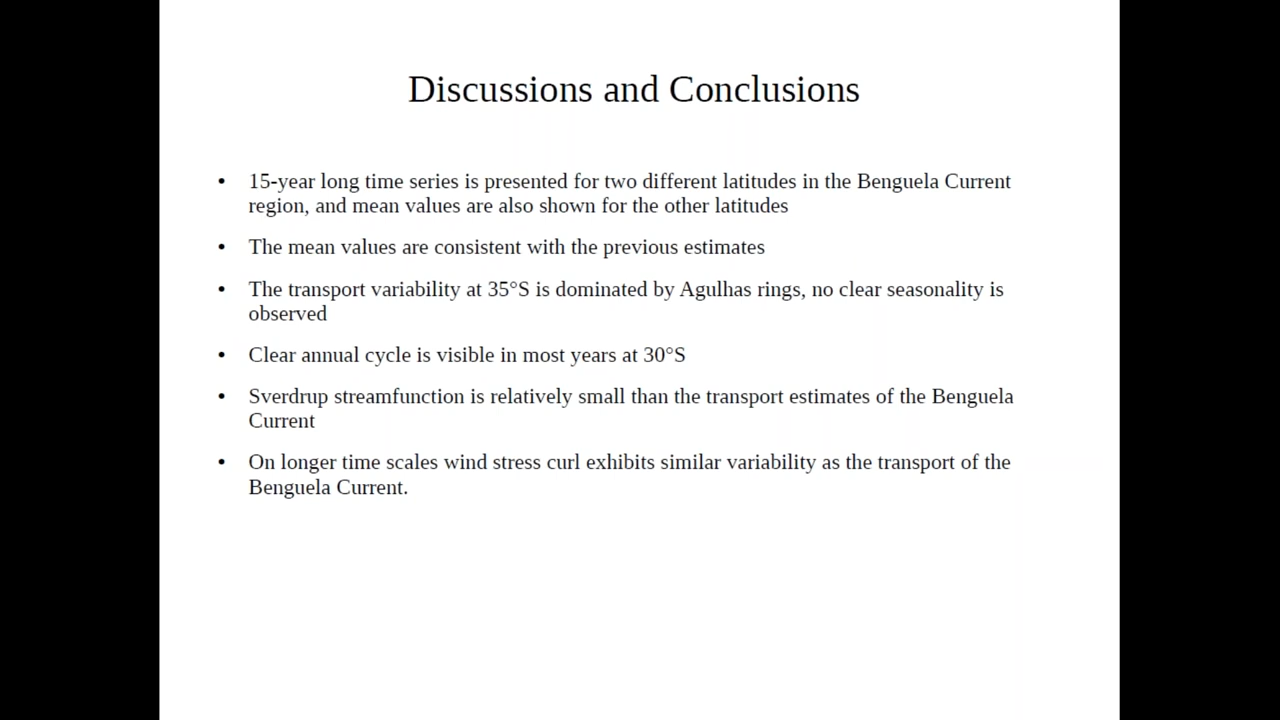 Discussions and Conclusions
• 15-year long time series is presented for two different latitudes in the Benguela Current
region, and mean values are also shown for the other latitudes
• The mean values are consistent with the previous estimates
• The transport variability at 35°S is dominated by Agulhas rings, no clear seasonality is
observed
• Clear annual cycle is visible in most years at 30°S
• Sverdrup streamfunction is relatively small than the transport estimates of the Benguela
Current
• On longer time scales wind stress curl exhibits similar variability as the transport of the
Benguela Current.